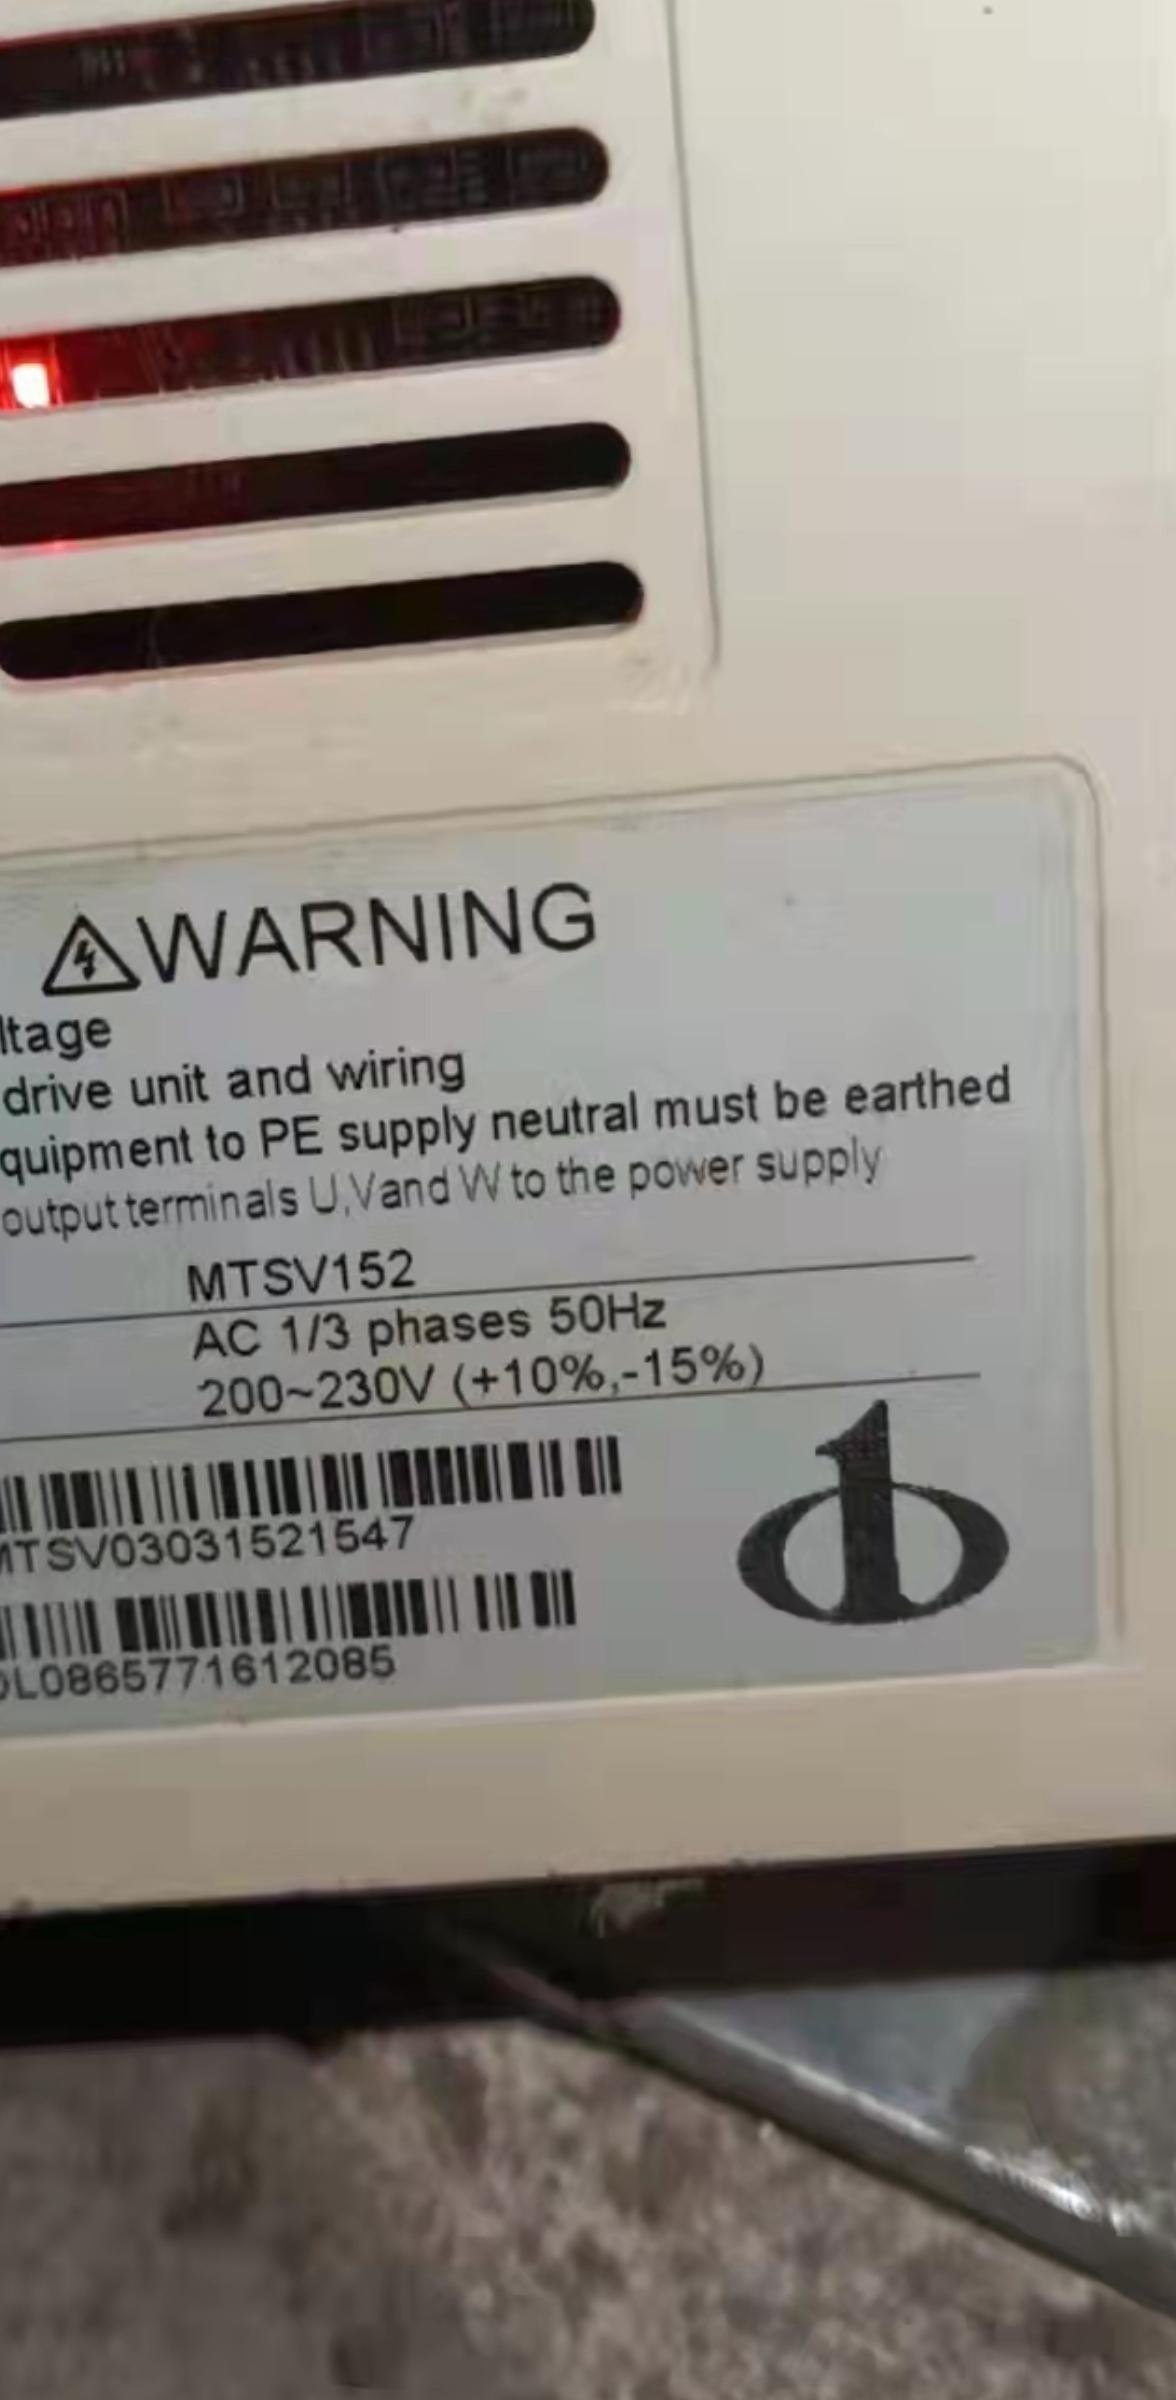 WARNING
ltage
drive unit and wiring
quipment to PE supply neutral must be earthed
output terminals U,Vand W to the power supply
MTSV152
AC 1/3 phases 50Hz
200~230V (+10%,-15%)
MTSV03031521547
DL0865771612085